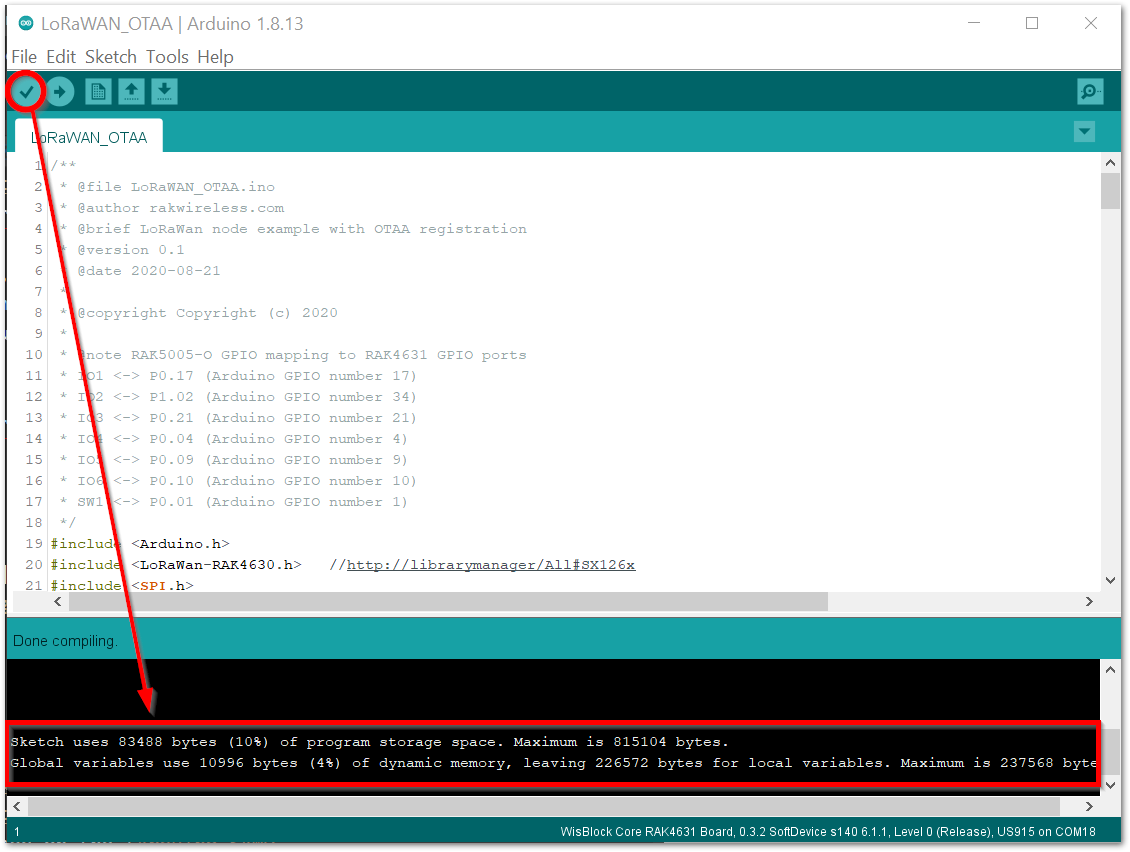 LoRaWAN_OTAA | Arduino 1.8.13
File Edit Sketch Tools Help
LoRaWAN_OTAA
1 /**
2 * @file LoRaWAN_OTAA.ino
3 * @author rakwireless.com
4 * @brief LoRaWan node example with OTAA registration
5 * @version 0.1
6 * @date 2020-08-21
7 *
8 * @copyright Copyright (c) 2020
9 *
10 * @note RAK5005-O GPIO mapping to RAK4631 GPIO ports
11 * IO1 <-> P0.17 (Arduino GPIO number 17)
12 * IO2 <-> P1.02 (Arduino GPIO number 34)
13 * IO3 <-> P0.21 (Arduino GPIO number 21)
14 * IO4 <-> P0.04 (Arduino GPIO number 4)
15 * IO5 <-> P0.09 (Arduino GPIO number 9)
16 * IO6 <-> P0.10 (Arduino GPIO number 10)
17 * SW1 <-> P0.01 (Arduino GPIO number 1)
18 */
19 #include <Arduino.h>
20 #include <LoRaWan-RAK4630.h> //http://librarymanager/All#SX126x
21 #include <SPI.h>
Done compiling.
Sketch uses 83488 bytes (10%) of program storage space. Maximum is 815104 bytes.
Global variables use 10996 bytes (4%) of dynamic memory, leaving 226572 bytes for local variables. Maximum is 237568 byte
1 WisBlock Core RAK4631 Board, 0.3.2 SoftDevice s140 6.1.1, Level 0 (Release), US915 on COM18